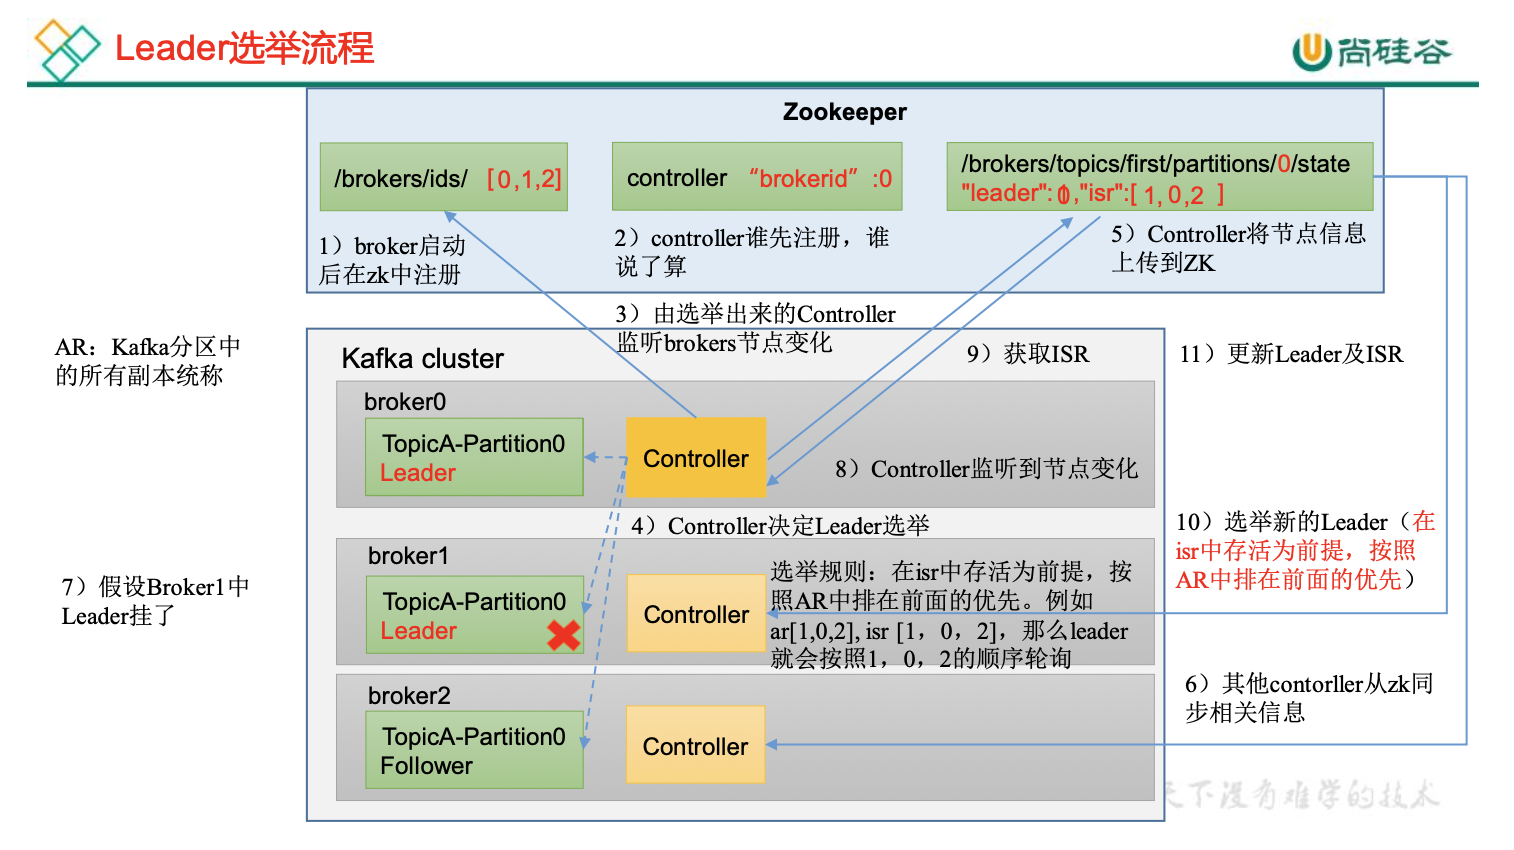 Leader选举流程
尚硅谷
Zookeeper
/brokers/ids/ [0,1,2]
controller “brokerid” :0
/brokers/topics/first/partitions/0/state
"leader": ,"isr":[ 1, 0,2 ]
1）broker启动
后在zk中注册
2）controller谁先注册，谁
说了算
5）Controller将节点信息
上传到ZK
3）由选举出来的Controller
监听brokers节点变化
AR：Kafka分区中
的所有副本统称
Kafka cluster
9）获取ISR
11）更新Leader及ISR
broker0
TopicA-Partition0
Leader
Controller
8）Controller监听到节点变化
4）Controller决定Leader选举
10）选举新的Leader（在
isr中存活为前提，按照
AR中排在前面的优先）
7）假设Broker1中
Leader挂了
broker1
TopicA-Partition0
Leader
Controller
选举规则：在isr中存活为前提，按
照AR中排在前面的优先。例如
ar[1,0,2], isr [1，0，2]，那么leader
就会按照1，0，2的顺序轮询
broker2
TopicA-Partition0
Follower
Controller
6）其他contorller从zk同
步相关信息
天下没有难学的技术